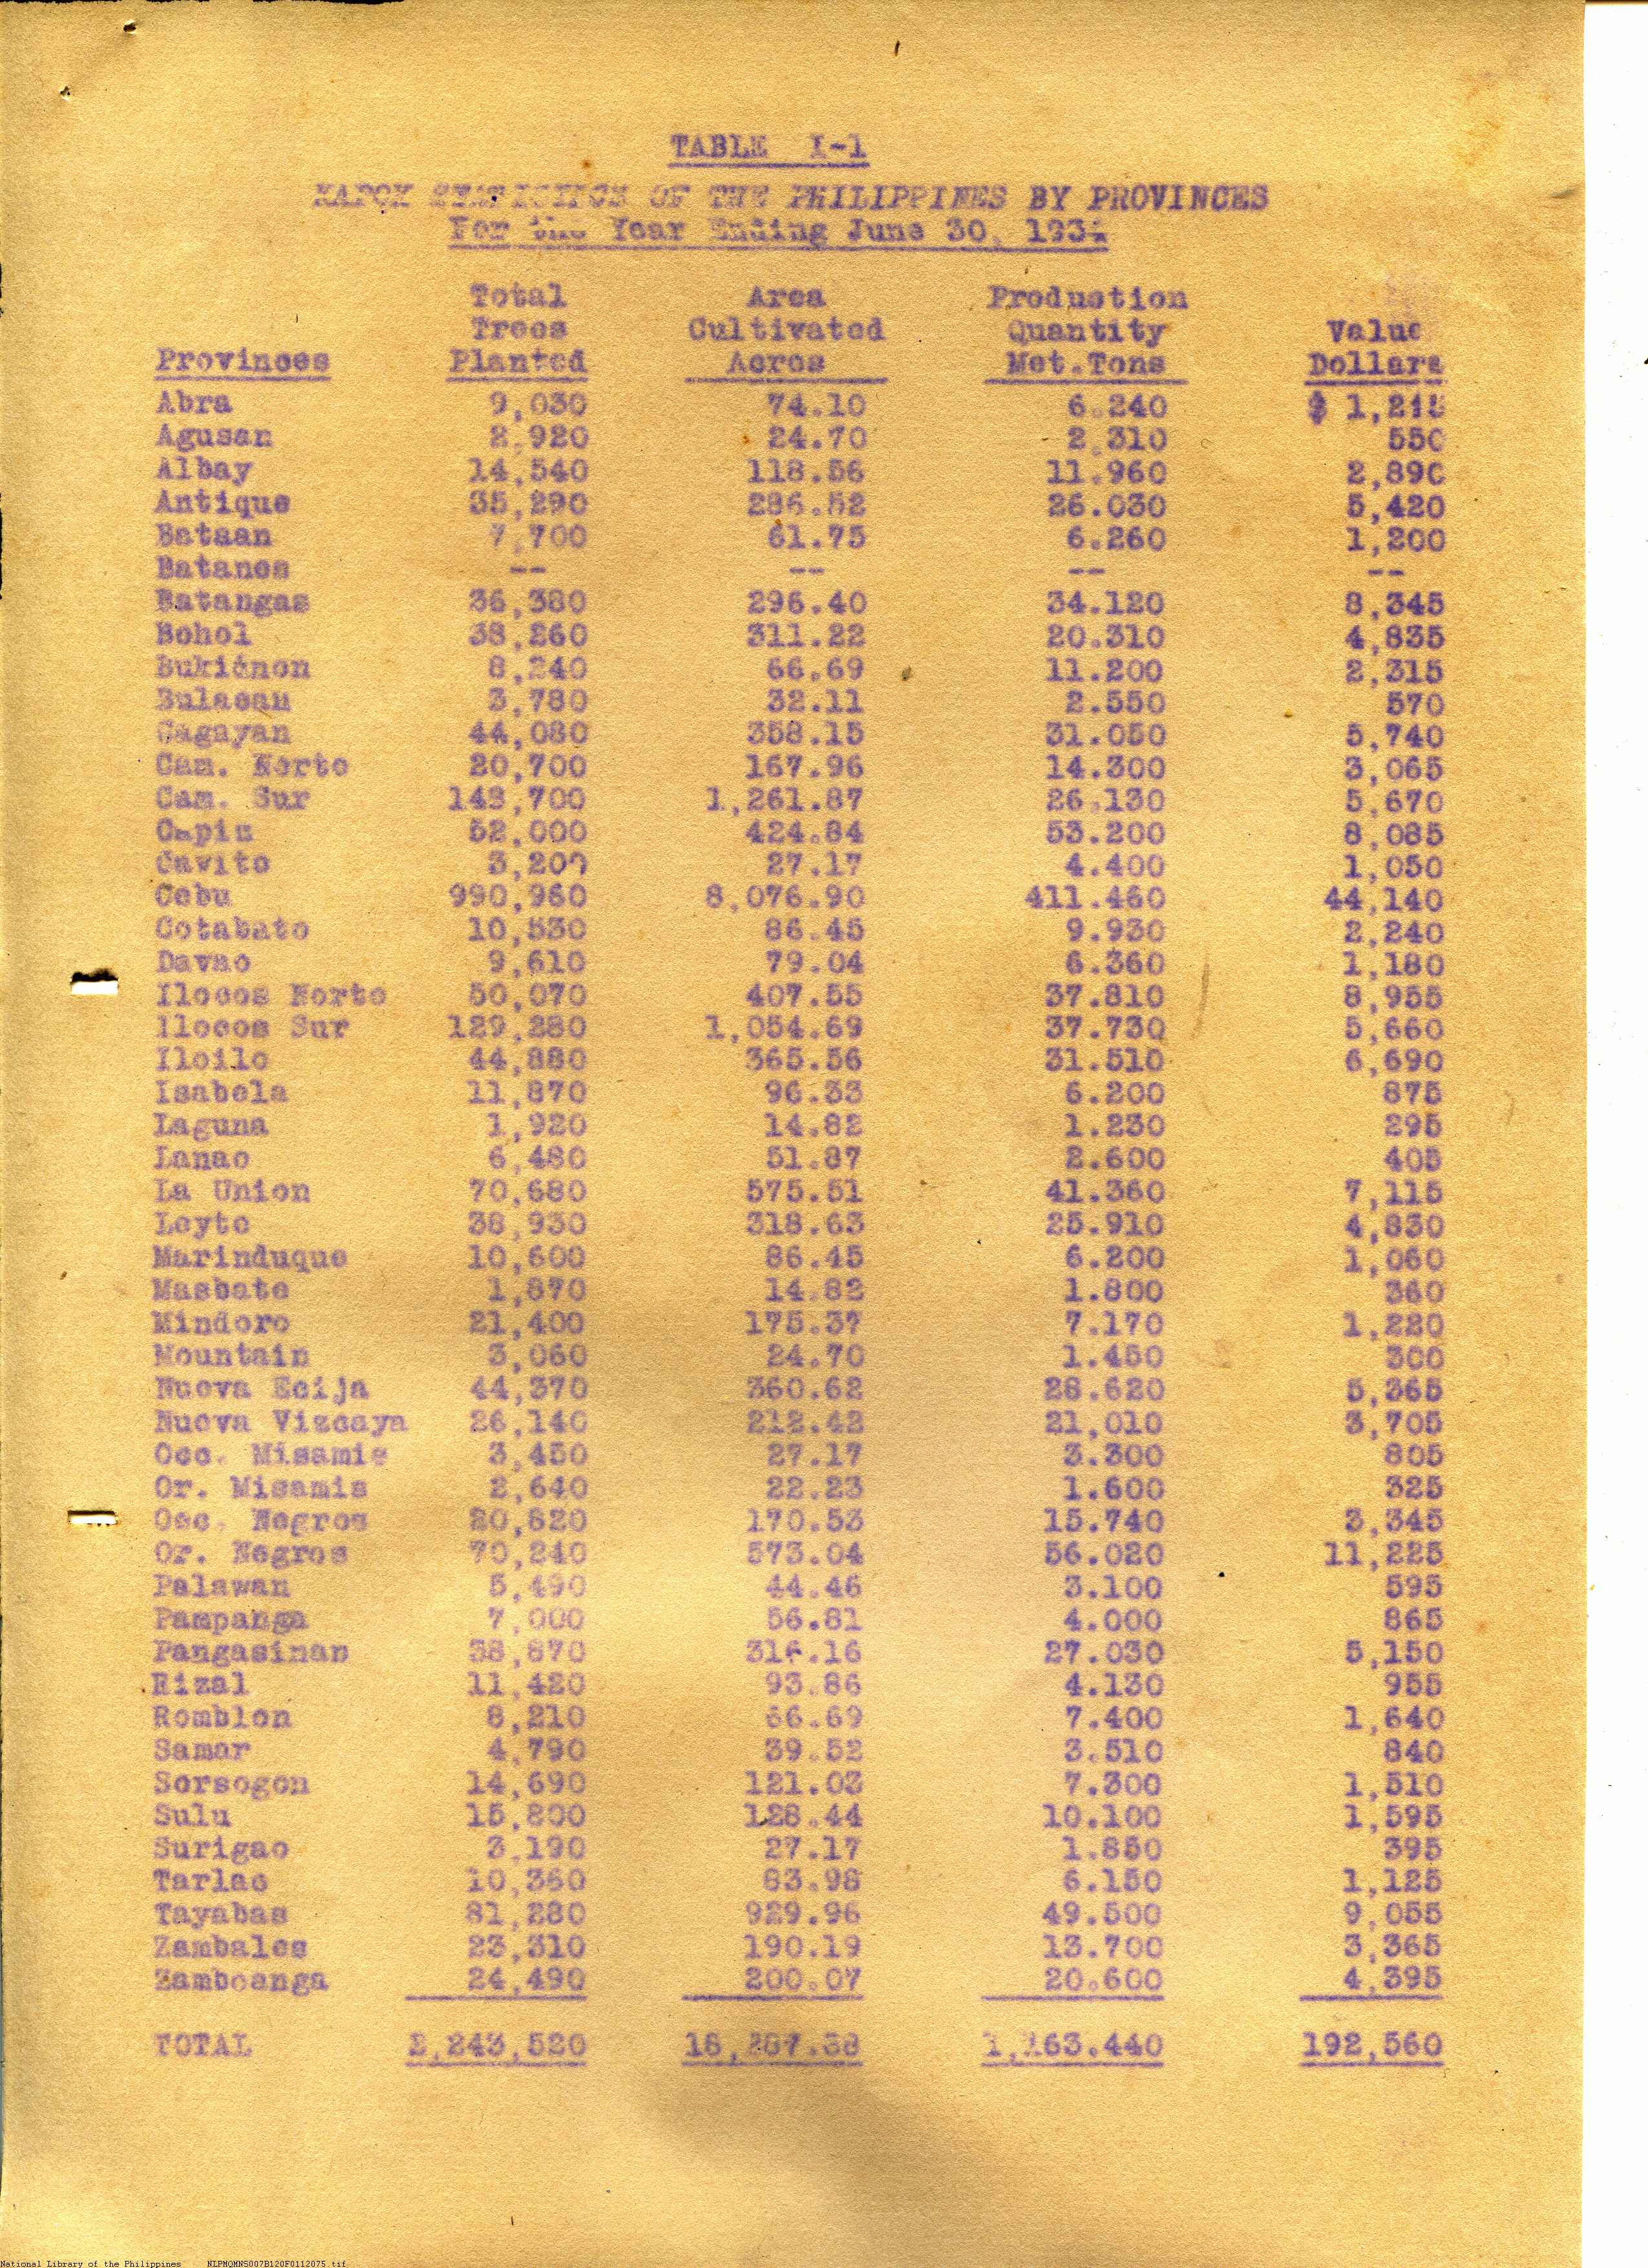 TABLE I-1
KAPOK STATISTICS OF THE PHILIPPINES BY PROVINCES
For the Year Ending June 30, 1934
Total Area Production
Trees Cultivated Quantity Value
Provinces Planted Acres Met.Tons Dollars
Abra 9,030 74.10 6.240 $ 1,215
Agusan 2,920 24.70 2.310 550
Albay 14,540 118.56 11.960 2,890
Antique 35,290 286.52 26.030 5,420
Bataan 7,700 61.75 6.260 1,200
Batanes -- -- -- --
Batangas 36,380 296.40 34.120 8,345
Bohol 38,260 311.22 20.310 4,835
Bukidnon 8,240 66.69 11.200 2,315
Bulacan 3,780 32.11 2.550 570
Cagayan 44,080 358.15 31.050 5,740
Cam. Norte 20,700 167.96 14.300 3,065
Cam. Sur 143,700 1,261.87 26.130 5,670
Capiz 52,000 424.84 53.200 8,085
Cavite 3,200 27.17 4.400 1,050
Cebu 990,960 8,076.90 411.460 44,140
Cotabato 10,530 86.45 9.930 2,240
Davao 9,610 79.04 6.360 1,180
Ilocos Norte 50,070 407.55 37.810 8,955
Ilocos Sur 129,280 1,054.69 37.730 5,660
Iloilo 44,880 365.56 31.510 6,690
Isabela 11,870 96.33 6.200 875
Laguna 1,920 14.82 1.230 295
Lanao 6,480 51.87 2.600 405
La Union 70,680 575.51 41.360 7,115
Leyte 38,930 318.63 25.910 4,830
Marinduque 10,600 86.45 6.200 1,060
Masbate 1,870 14.82 1.800 360
Mindoro 21,400 175.37 7.170 1,220
Mountain 3,060 24.70 1.450 300
Nueva Ecija 44,370 360.62 28.620 5,365
Nueva Vizcaya 26,140 212.42 21,010 3,705
Occ. Misamis 3,450 27.17 3.300 805
Or. Misamis 2,640 22.23 1.600 325
Occ. Negros 20,820 170.53 15.740 3,345
Or. Negros 70,240 573.04 56.020 11,225
Palawan 5,490 44.46 3.100 595
Pampanga 7,000 56.81 4.000 865
Pangasinan 38,870 316.16 27.030 5,150
Rizal 11,420 93.86 4.130 955
Romblon 8,210 66.69 7.400 1,640
Samar 4,790 39.52 3.510 840
Sorsogon 14,690 121.03 7.300 1,510
Sulu 15,800 128.44 10.100 1,595
Surigao 3,190 27.17 1.850 395
Tarlac 10,360 83.98 6.150 1,125
Tayabas 81,280 929.96 49.500 9,055
Zambales 23,310 190.19 13.700 3,365
Zamboanga 24,490 200.07 20.600 4,395
TOTAL 2,243,520 18,287.38 1,163.440 192,560
National Library of the Philippines NLPMQMN5007B120F0112075.tif